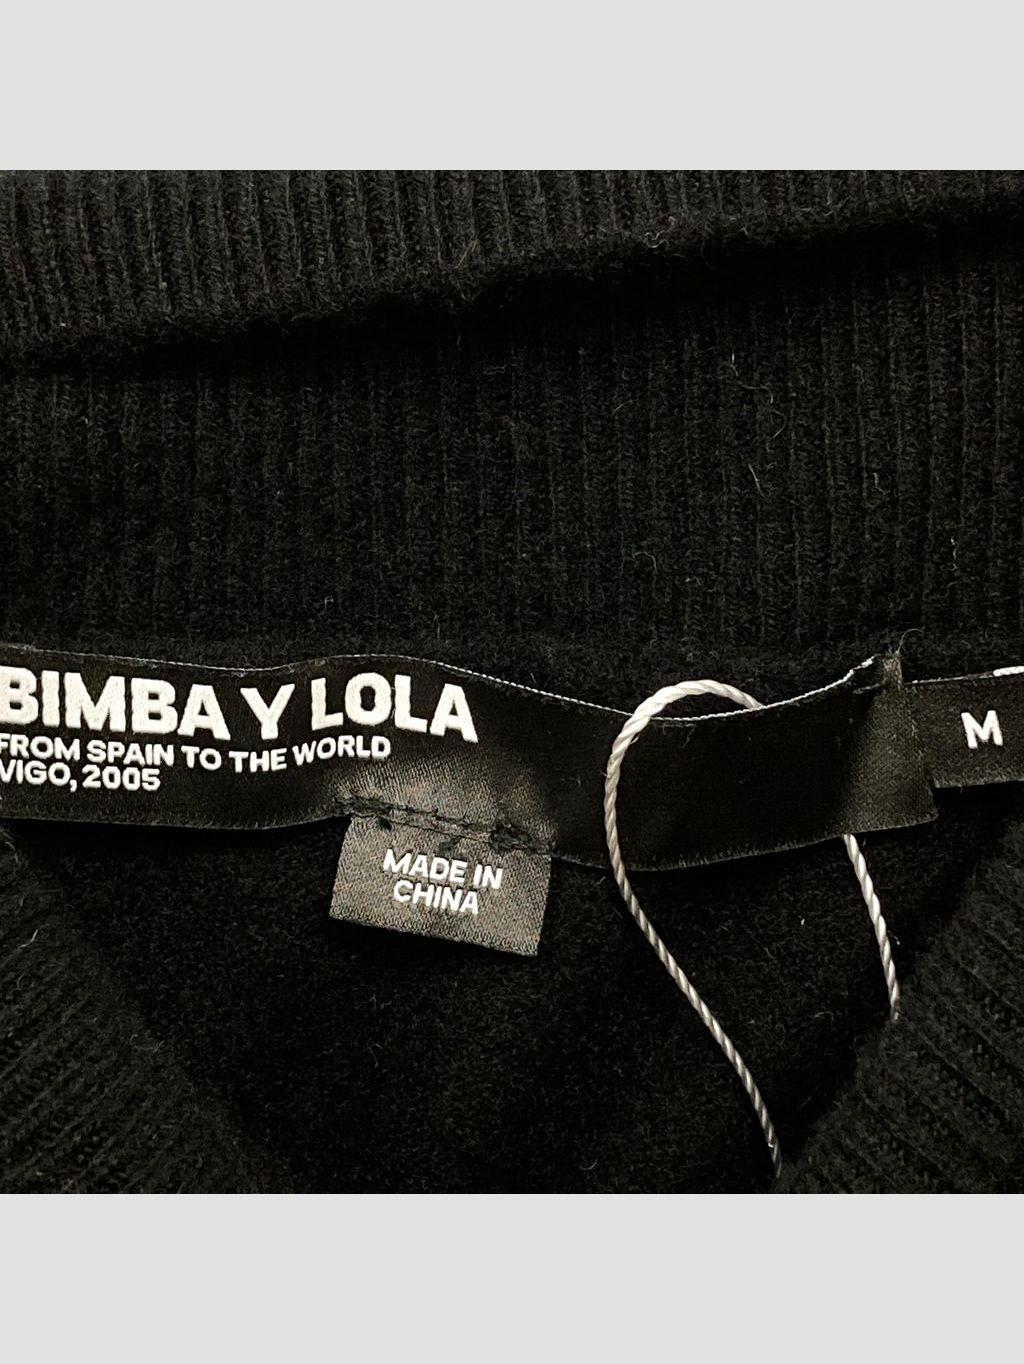 BIMBA Y LOLA
FROM SPAIN TO THE WORLD
VIGO, 2005
M
MADE IN
CHINA